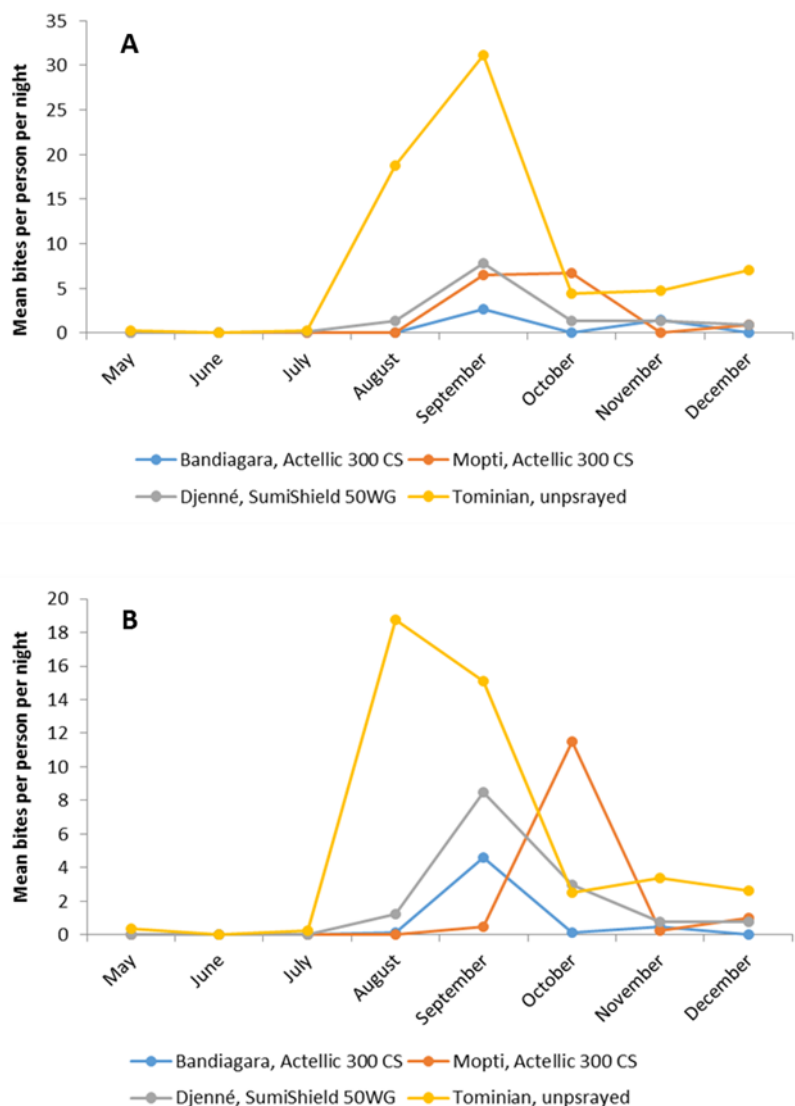 A
Mean bites per person per night
35
30
25
20
15
10
5
0
May
June
July
August
September
October
November
December
Bandiagara, Actellic 300 CS
Mopti, Actellic 300 CS
Djenné, SumiShield 50WG
Tominian, unpsrayed
B
Mean bites per person per night
20
18
16
14
12
10
8
6
4
2
0
May
June
July
August
September
October
November
December
Bandiagara, Actellic 300 CS
Mopti, Actellic 300 CS
Djenné, SumiShield 50WG
Tominian, unpsrayed